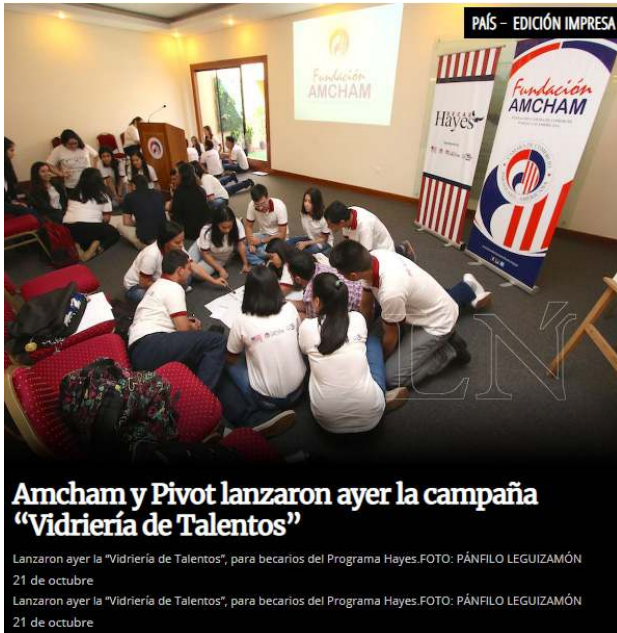 PAÍS – EDICIÓN IMPRESA
Fundación
AMCHAM
Hayes
Fundación
AMCHAM
LN
Amcham y Pivot lanzaron ayer la campaña
“Vidriería de Talentos”
Lanzaron ayer la “Vidriería de Talentos”, para becarios del Programa Hayes.FOTO: PÁNFILO LEGUIZAMÓN
21 de octubre
Lanzaron ayer la “Vidriería de Talentos”, para becarios del Programa Hayes.FOTO: PÁNFILO LEGUIZAMÓN
21 de octubre